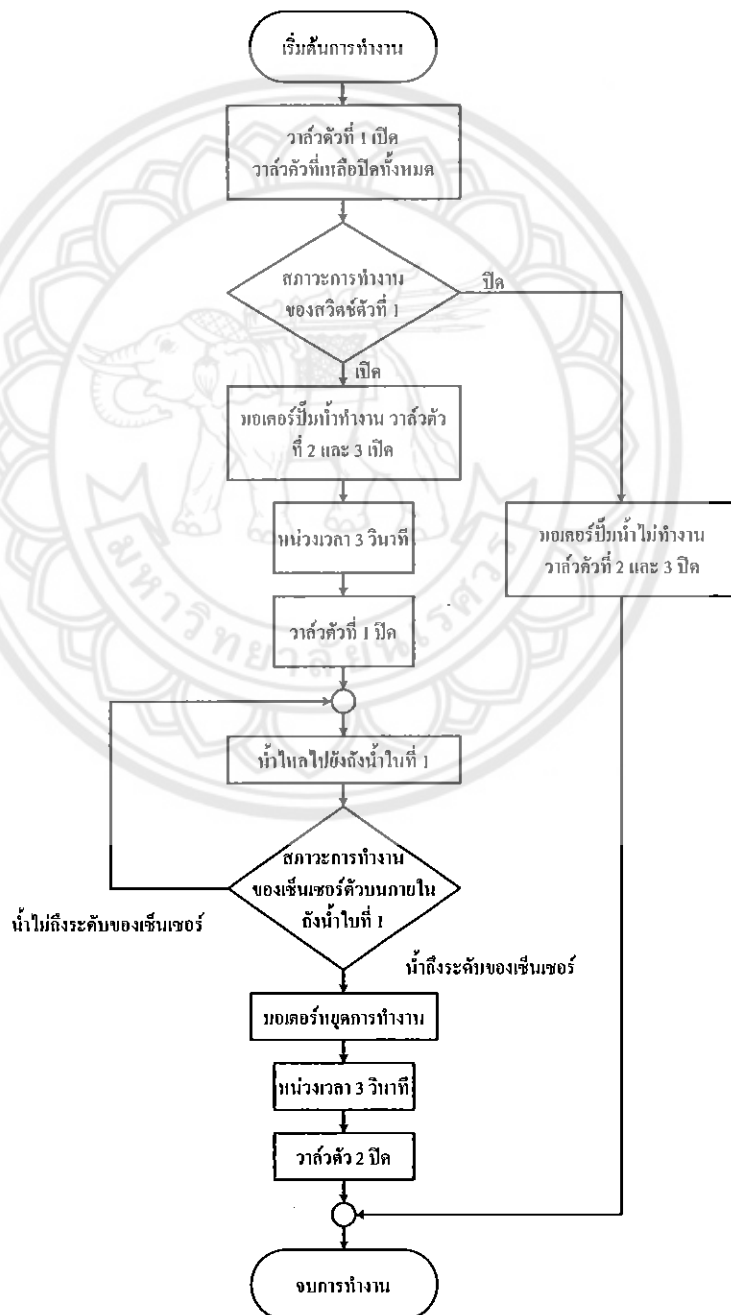 เริ่มต้นการทำงาน
วาล์วตัวที่ 1 เปิด
วาล์วตัวที่เหลือปิดทั้งหมด
สภาวะการทำงาน
ของสวิตช์ตัวที่ 1
ปิด
เปิด
มอเตอร์ปั๊มน้ำทำงาน วาล์วตัว
ที่ 2 และ 3 เปิด
หน่วงเวลา 3 วินาที
มอเตอร์ปั๊มน้ำไม่ทำงาน
วาล์วตัวที่ 2 และ 3 ปิด
วาล์วตัวที่ 1 ปิด
มหาวิทยาลัยนเรศวร
น้ำไหลไปยังถังน้ำใบที่ 1
สภาวะการทำงาน
ของเซ็นเซอร์ตัวบนภายใน
ถังน้ำใบที่ 1
น้ำไม่ถึงระดับของเซ็นเซอร์
น้ำถึงระดับของเซ็นเซอร์
มอเตอร์หยุดการทำงาน
หน่วงเวลา 3 วินาที
วาล์วตัว 2 ปิด
จบการทำงาน